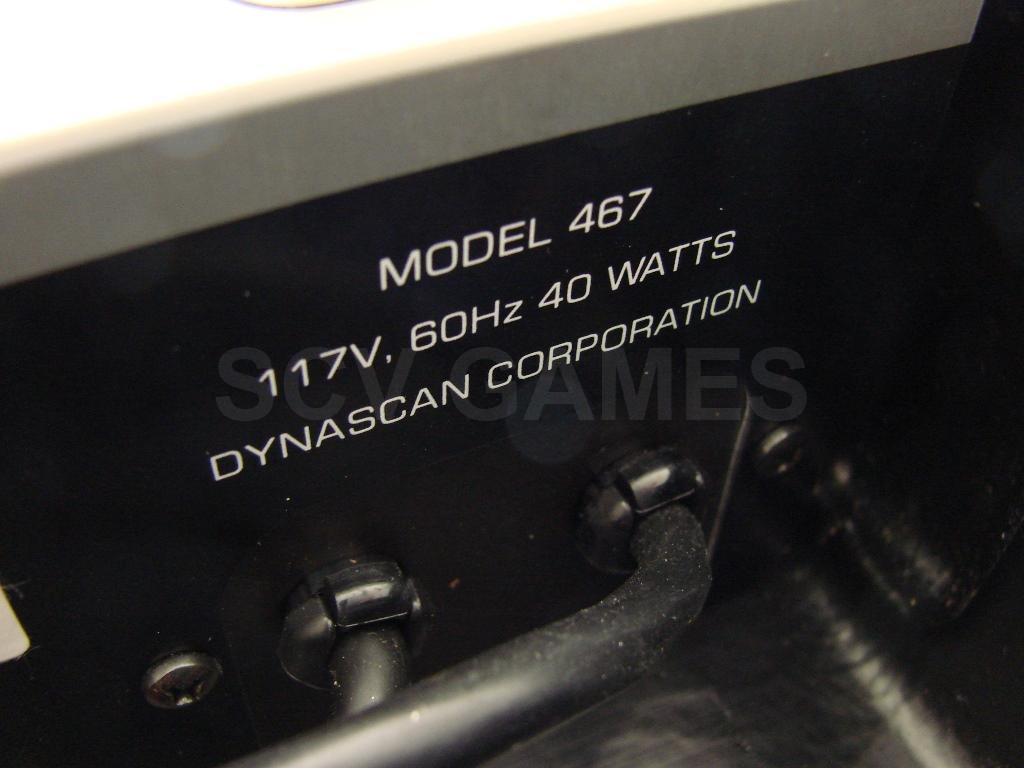 MODEL 467
117V, 60Hz 40 WATTS
DYNASCAN CORPORATION
SCV GAMES